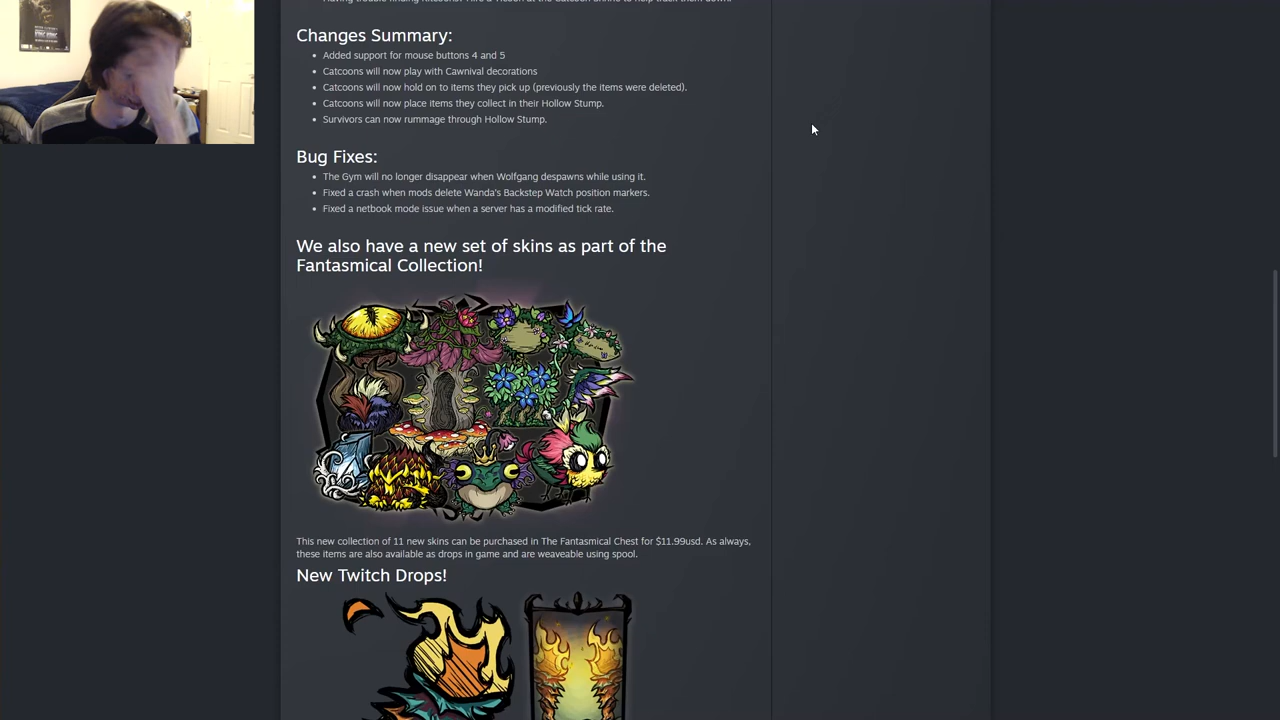 Changes Summary:
Added support for mouse buttons 4 and 5
Catcoons will now play with Cawnival decorations
Catcoons will now hold on to items they pick up (previously the items were deleted).
Catcoons will now place items they collect in their Hollow Stump.
Survivors can now rummage through Hollow Stump.
Bug Fixes:
The Gym will no longer disappear when Wolfgang despawns while using it.
Fixed a crash when mods delete Wanda's Backstep Watch position markers.
Fixed a netbook mode issue when a server has a modified tick rate.
We also have a new set of skins as part of the
Fantasmical Collection!
This new collection of 11 new skins can be purchased in The Fantasmical Chest for $11.99usd. As always,
these items are also available as drops in game and are weaveable using spool.
New Twitch Drops!